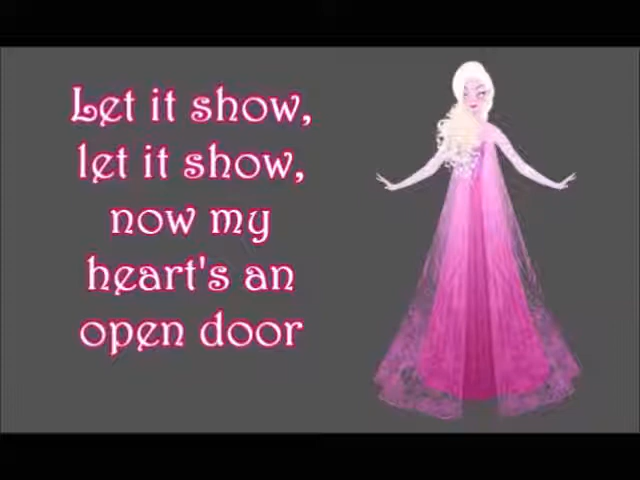 Let it show,
let it show,
now my
heart's an
open door